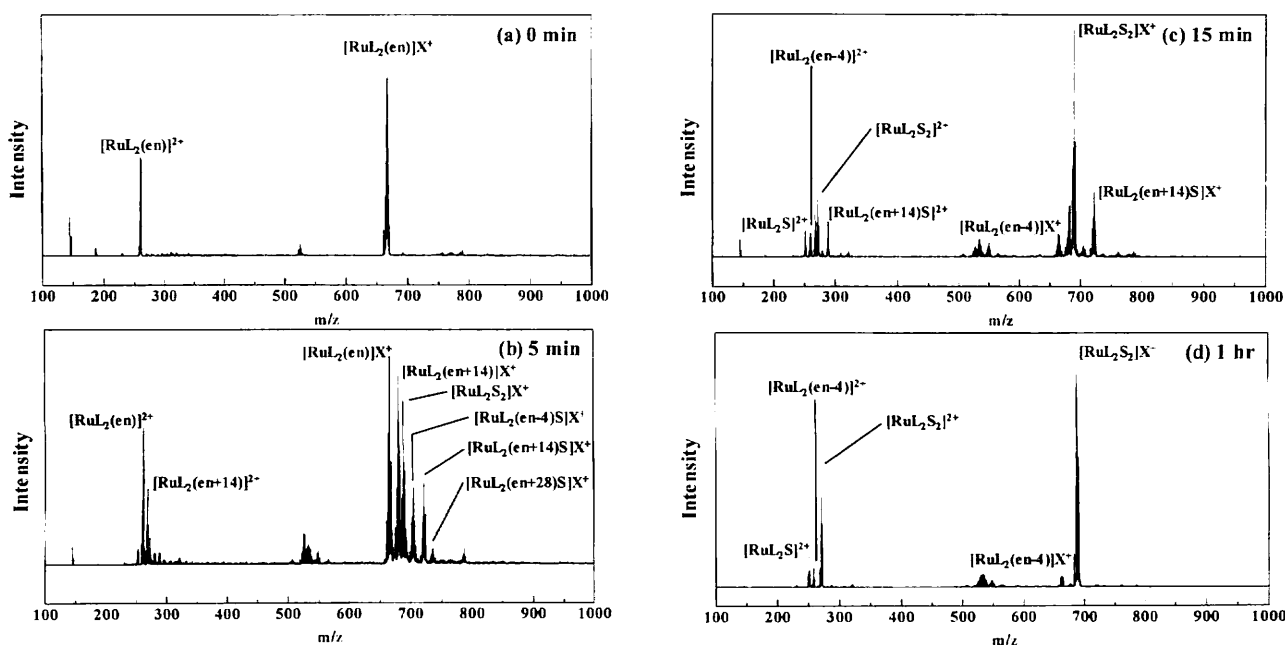 (a) 0 min
[RuL₂(en)]X⁺
[RuL₂(en)]²⁺
Intensity
100 200 300 400 500 600 700 800 900 1000
m/z
(b) 5 min
[RuL₂(en)]X⁺
[RuL₂(en+14)]X⁺
[RuL₂S₂]X⁺
[RuL₂(en-4)S]X⁺
[RuL₂(en+14)S]X⁺
[RuL₂(en+28)S]X⁺
[RuL₂(en)]²⁺
[RuL₂(en+14)]²⁺
Intensity
100 200 300 400 500 600 700 800 900 1000
m/z
[RuL₂S₂]X⁺
(c) 15 min
[RuL₂(en-4)]²⁺
[RuL₂S₂]²⁺
[RuL₂S]²⁺
[RuL₂(en+14)S]²⁺
[RuL₂(en-4)]X⁺
[RuL₂(en+14)S]X⁺
Intensity
100 200 300 400 500 600 700 800 900 1000
m/z
[RuL₂S₂]X⁺
(d) 1 hr
[RuL₂(en-4)]²⁺
[RuL₂S₂]²⁺
[RuL₂S]²⁺
[RuL₂(en-4)]X⁺
Intensity
100 200 300 400 500 600 700 800 900 1000
m/z